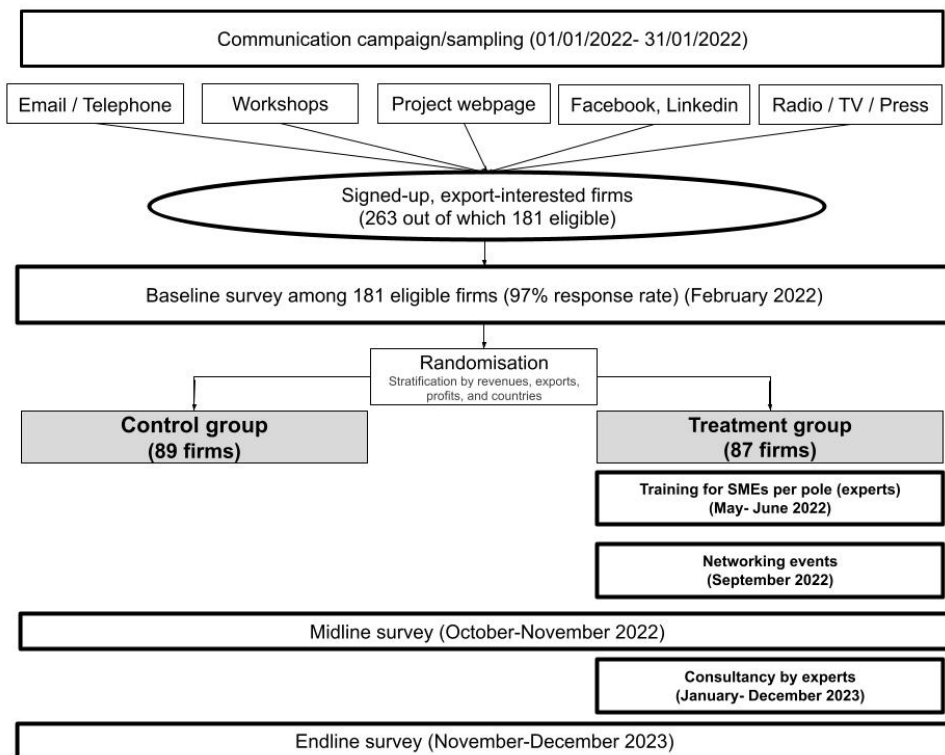 Communication campaign/sampling (01/01/2022- 31/01/2022)
Email / Telephone
Workshops
Project webpage
Facebook, Linkedin
Radio / TV / Press
Signed-up, export-interested firms
(263 out of which 181 eligible)
Baseline survey among 181 eligible firms (97% response rate) (February 2022)
Randomisation
Stratification by revenues, exports,
profits, and countries
Control group
(89 firms)
Treatment group
(87 firms)
Training for SMEs per pole (experts)
(May- June 2022)
Networking events
(September 2022)
Midline survey (October-November 2022)
Consultancy by experts
(January- December 2023)
Endline survey (November-December 2023)